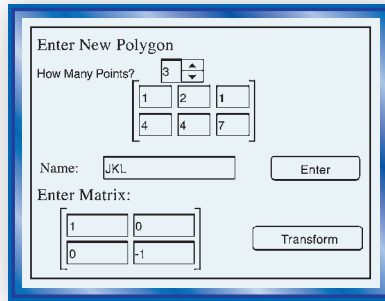 Enter New Polygon
How Many Points? 3
1 2 1
4 4 7
Name: JKL Enter
Enter Matrix:
1 0
0 -1
Transform